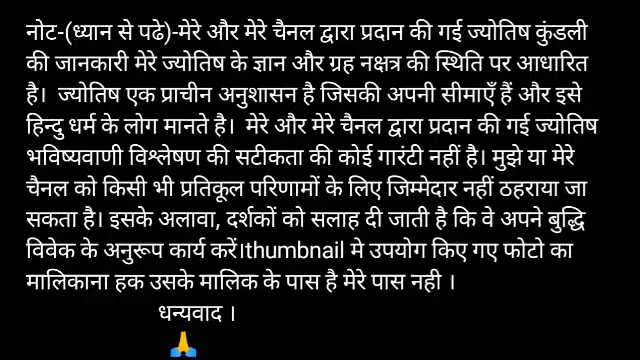 नोट-(ध्यान से पढे)-मेरे और मेरे चैनल द्वारा प्रदान की गई ज्योतिष कुंडली
की जानकारी मेरे ज्योतिष के ज्ञान और ग्रह नक्षत्र की स्थिति पर आधारित
है। ज्योतिष एक प्राचीन अनुशासन है जिसकी अपनी सीमाएँ हैं और इसे
हिन्दु धर्म के लोग मानते है। मेरे और मेरे चैनल द्वारा प्रदान की गई ज्योतिष
भविष्यवाणी विश्लेषण की सटीकता की कोई गारंटी नहीं है। मुझे या मेरे
चैनल को किसी भी प्रतिकूल परिणामों के लिए जिम्मेदार नहीं ठहराया जा
सकता है। इसके अलावा, दर्शकों को सलाह दी जाती है कि वे अपने बुद्धि
विवेक के अनुरूप कार्य करें।thumbnail मे उपयोग किए गए फोटो का
मालिकाना हक उसके मालिक के पास है मेरे पास नही ।
धन्यवाद ।
🙏